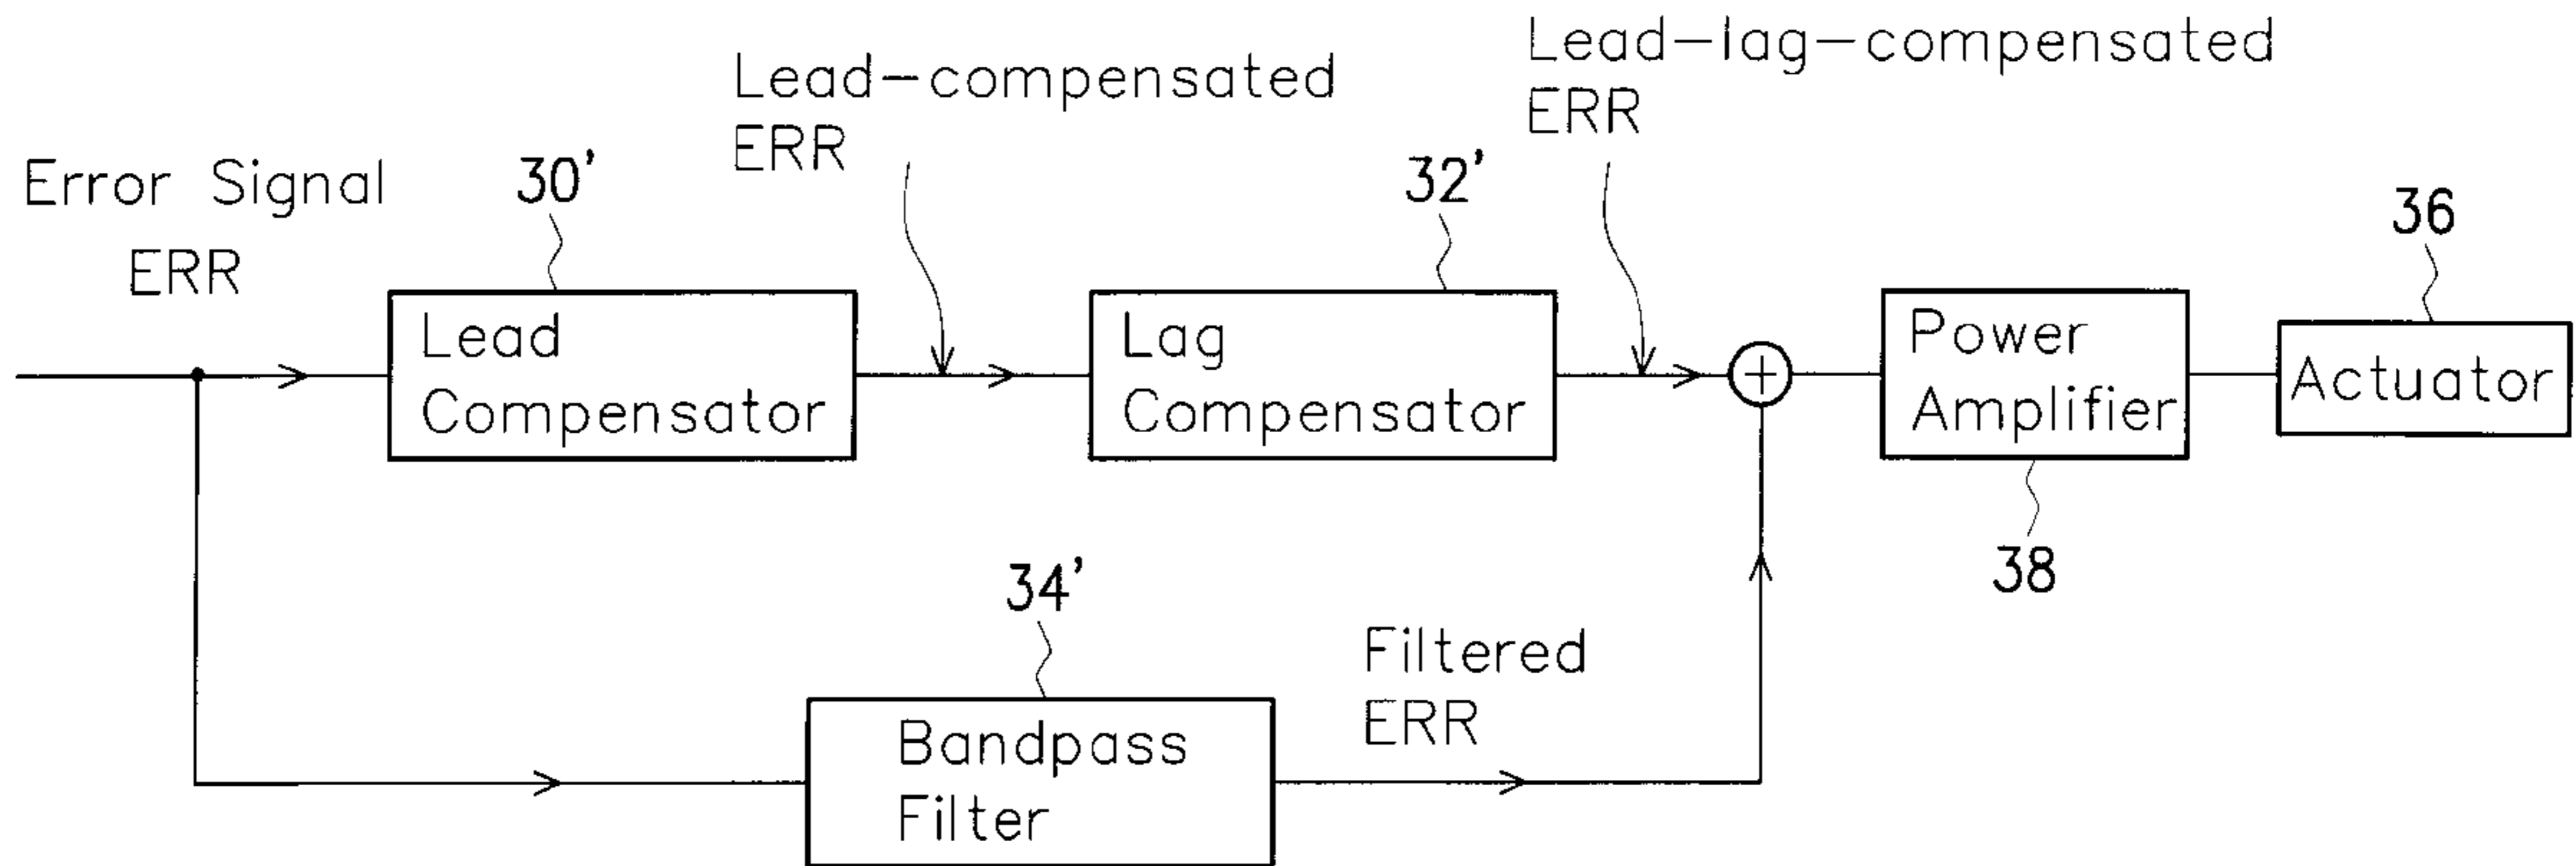 Lead-lag-compensated
ERR
Lead-compensated
ERR
Error Signal
ERR
30'
32'
36
Lead
Compensator
Lag
Compensator
+
Power
Amplifier
Actuator
38
34'
Filtered
ERR
Bandpass
Filter